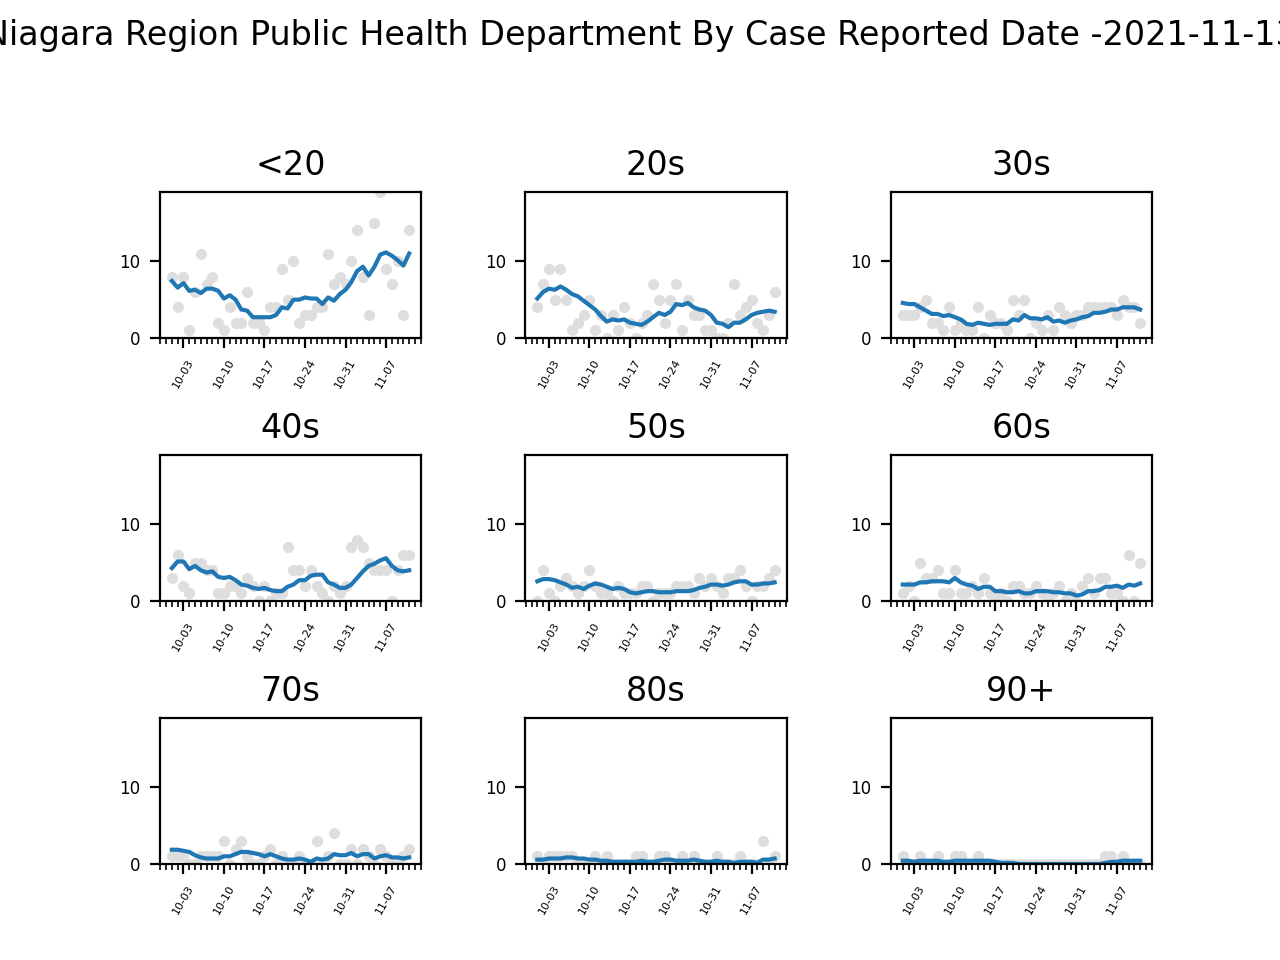 Niagara Region Public Health Department By Case Reported Date -2021-11-13
<20 20s 30s
10 10 10
0 0 0
10-03 10-10 10-17 10-24 10-31 11-07 10-03 10-10 10-17 10-24 10-31 11-07 10-03 10-10 10-17 10-24 10-31 11-07
40s 50s 60s
10 10 10
0 0 0
10-03 10-10 10-17 10-24 10-31 11-07 10-03 10-10 10-17 10-24 10-31 11-07 10-03 10-10 10-17 10-24 10-31 11-07
70s 80s 90+
10 10 10
0 0 0
10-03 10-10 10-17 10-24 10-31 11-07 10-03 10-10 10-17 10-24 10-31 11-07 10-03 10-10 10-17 10-24 10-31 11-07